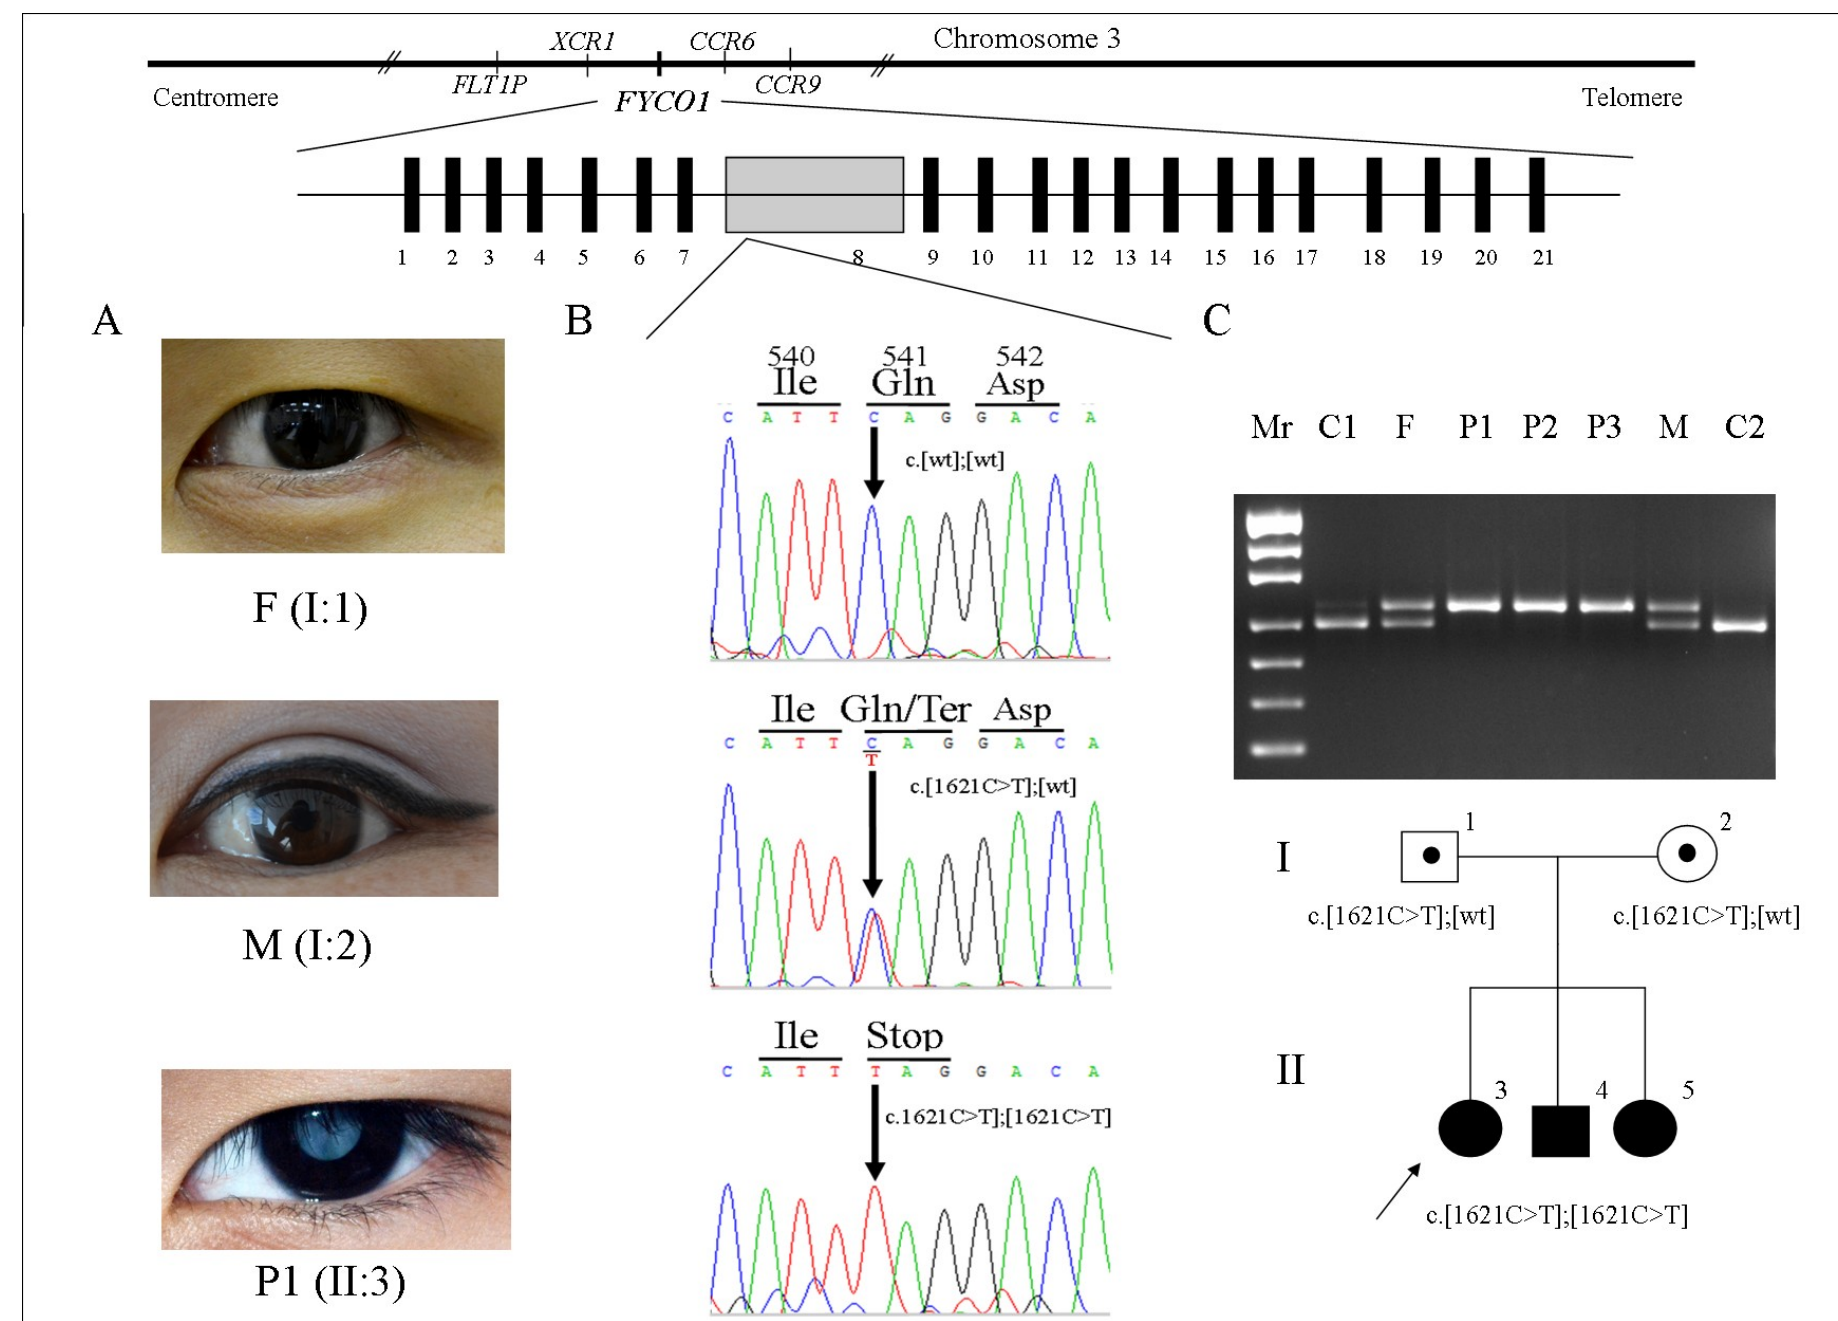 XCR1 CCR6 Chromosome 3
FLT1P CCR9
Centromere FYCO1 Telomere
1 2 3 4 5 6 7 8 9 10 11 12 13 14 15 16 17 18 19 20 21
A
F (I:1)
M (I:2)
P1 (II:3)
B
540 541 542
Ile Gln Asp
C A T T C A G G A C A
c.[wt];[wt]
Ile Gln/Ter Asp
C A T T C A G G A C A
T
c.[1621C>T];[wt]
Ile Stop
C A T T T A G G A C A
c.1621C>T];[1621C>T]
C
Mr C1 F P1 P2 P3 M C2
I 1 2
c.[1621C>T];[wt] c.[1621C>T];[wt]
II 3 4 5
c.[1621C>T];[1621C>T]